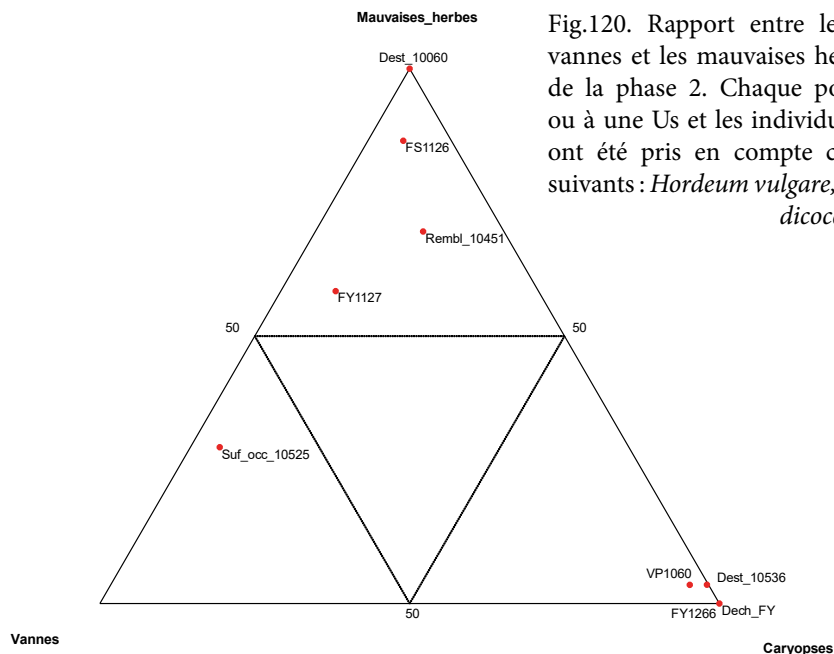 Mauvaises_herbes
Fig.120. Rapport entre le
vannes et les mauvaises he
de la phase 2. Chaque po
ou à une Us et les individu
ont été pris en compte c
suivants : Hordeum vulgare,
dicoc
Dest_10060
FS1126
Rembl_10451
FY1127
50
50
Suf_occ_10525
VP1060
Dest_10536
FY1266
Dech_FY
50
Vannes
Caryopses